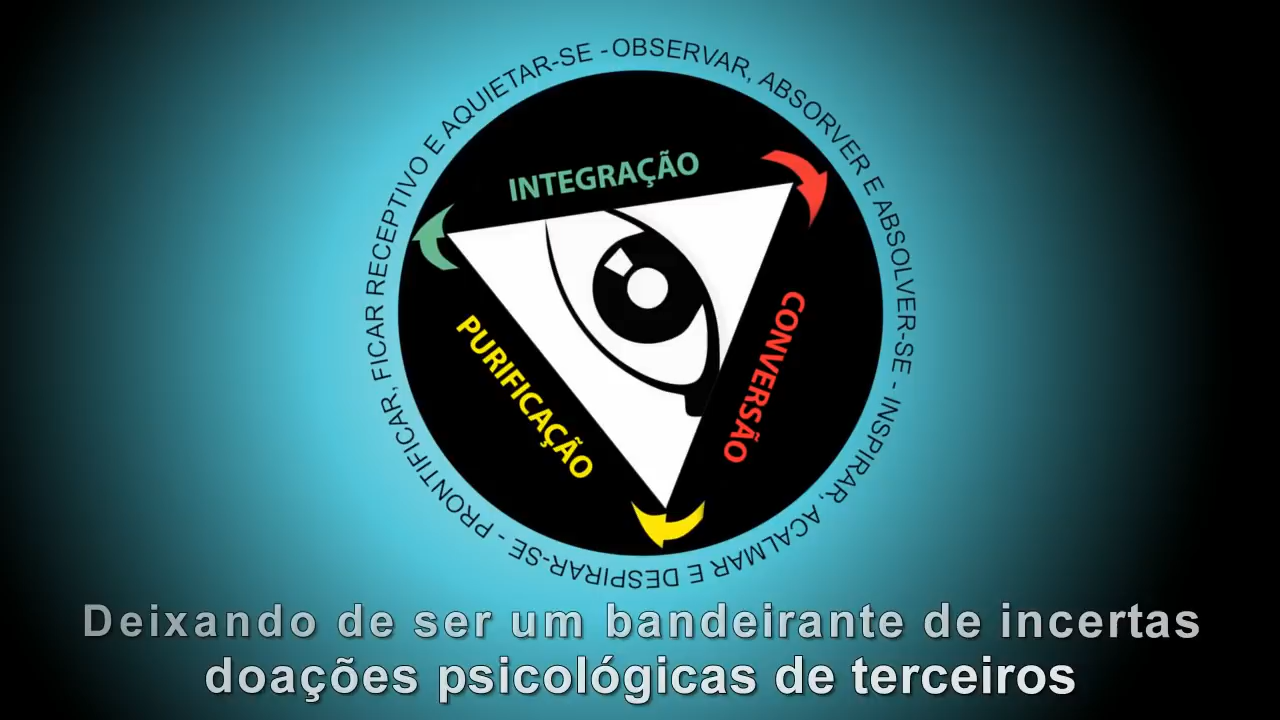 OBSERVAR, ABSORVER E ABSOLVER-SE - INSPIRAR, ACALMAR E DESPIRAR-SE - PRONTIFICAR, FICAR RECEPTIVO E AQUIETAR-SE -
INTEGRAÇÃO
CONVERSÃO
PURIFICAÇÃO
Deixando de ser um bandeirante de incertas
doações psicológicas de terceiros